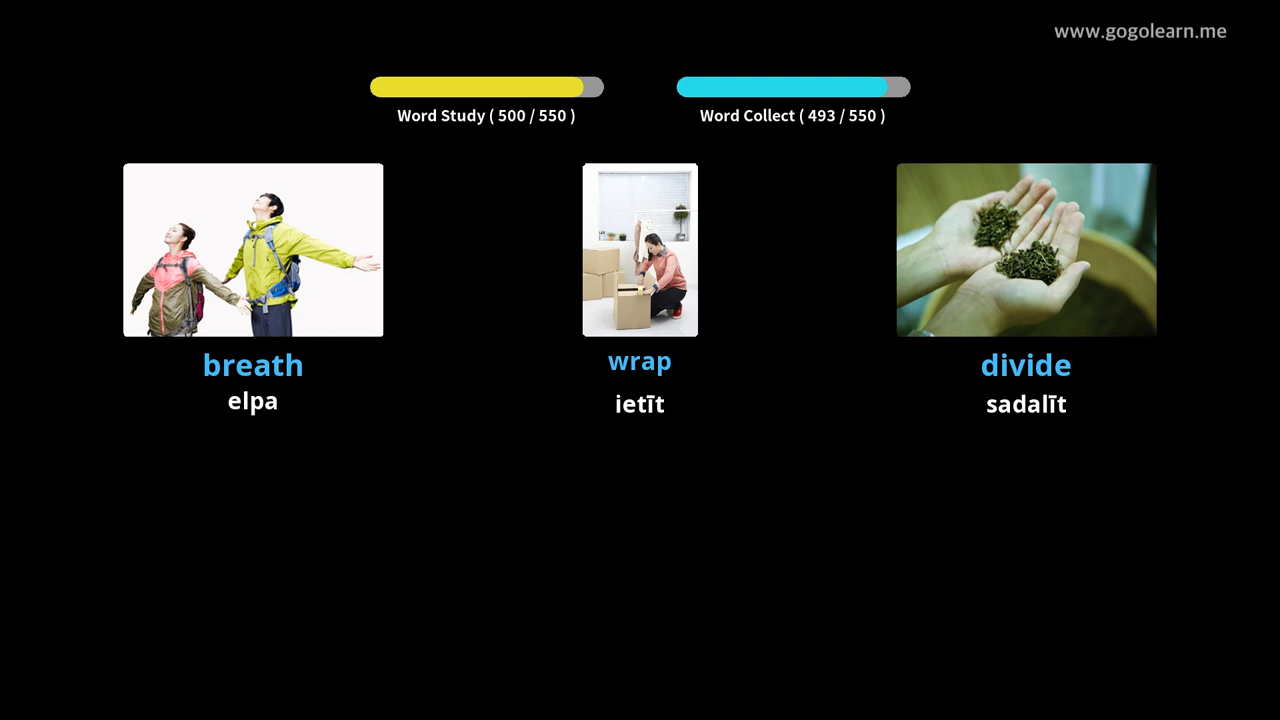 www.gogolearn.me
Word Study ( 500 / 550 )
Word Collect ( 493 / 550 )
breath
elpa
wrap
ietīt
divide
sadalīt